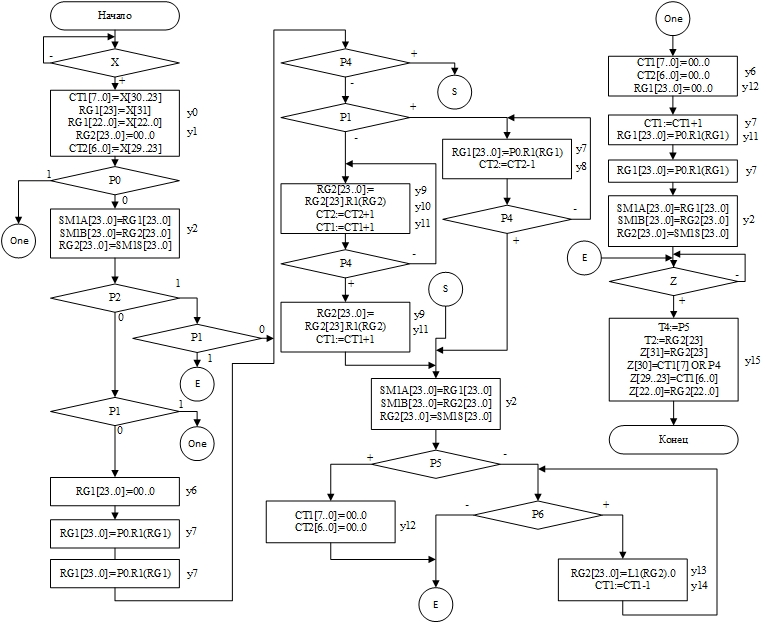 Начало
X
-
+
CT1[7..0]:=X[30..23]
RG1[23]:=X[31]
RG1[22..0]:=X[22..0]
RG2[23..0]:=00..0
CT2[6..0]:=X[29..23]
y0
y1
P0
1
0
One
SM1A[23..0]=RG1[23..0]
SM1B[23..0]=RG2[23..0]
RG2[23..0]:=SM1S[23..0]
y2
P2
1
0
P1
0
1
E
P1
1
0
One
RG1[23..0]:=00..0
y6
RG1[23..0]:=P0.R1(RG1)
y7
RG1[23..0]:=P0.R1(RG1)
y7
P4
+
-
S
P1
+
-
RG2[23..0]:=
RG2[23].R1(RG2)
CT2:=CT2+1
CT1:=CT1+1
y9
y10
y11
P4
-
+
RG2[23..0]:=
RG2[23].R1(RG2)
CT1:=CT1+1
y9
y11
RG1[23..0]:=P0.R1(RG1)
CT2:=CT2-1
y7
y8
P4
-
+
S
SM1A[23..0]=RG1[23..0]
SM1B[23..0]=RG2[23..0]
RG2[23..0]:=SM1S[23..0]
y2
P5
+
-
CT1[7..0]:=00..0
CT2[6..0]:=00..0
y12
P6
-
+
RG2[23..0]:=L1(RG2).0
CT1:=CT1-1
y13
y14
E
One
CT1[7..0]:=00..0
CT2[6..0]:=00..0
RG1[23..0]:=00..0
y6
y12
CT1:=CT1+1
RG1[23..0]:=P0.R1(RG1)
y7
y11
RG1[23..0]:=P0.R1(RG1)
y7
SM1A[23..0]=RG1[23..0]
SM1B[23..0]=RG2[23..0]
RG2[23..0]:=SM1S[23..0]
y2
E
Z
-
+
T4:=P5
T2:=RG2[23]
Z[31]=RG2[23]
Z[30]=CT1[7] OR P4
Z[29..23]=CT1[6..0]
Z[22..0]=RG2[22..0]
y15
Конец